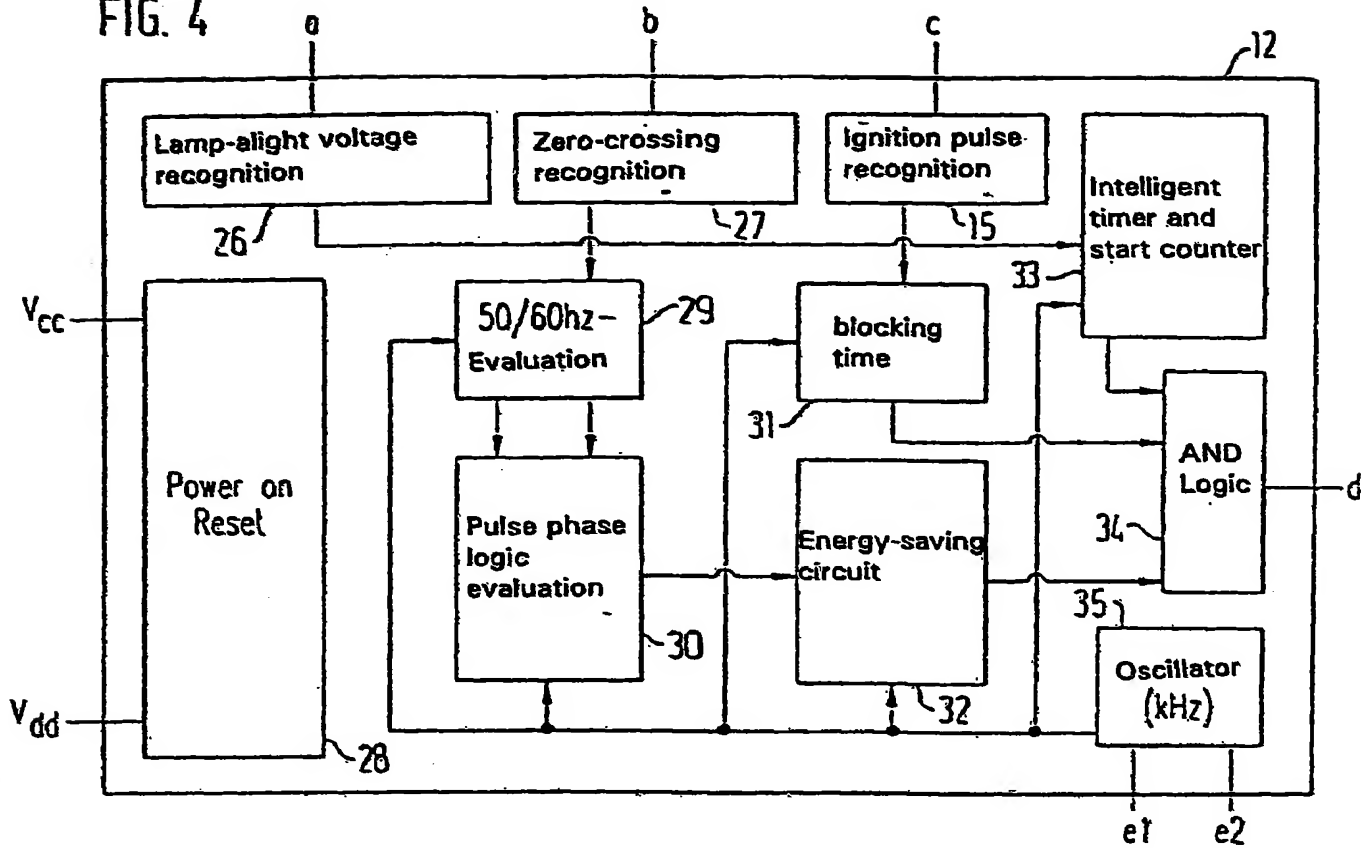 FIG. 4
a
b
c
12
Lamp-alight voltage
recognition
26
Zero-crossing
recognition
27
Ignition pulse
recognition
15
Intelligent
timer and
start counter
33
Vcc
50/60hz-
Evaluation
29
blocking
time
31
Power on
Reset
28
Pulse phase
logic
evaluation
30
Energy-saving
circuit
32
AND
Logic
34
d
35
Oscillator
(kHz)
Vdd
e1
e2